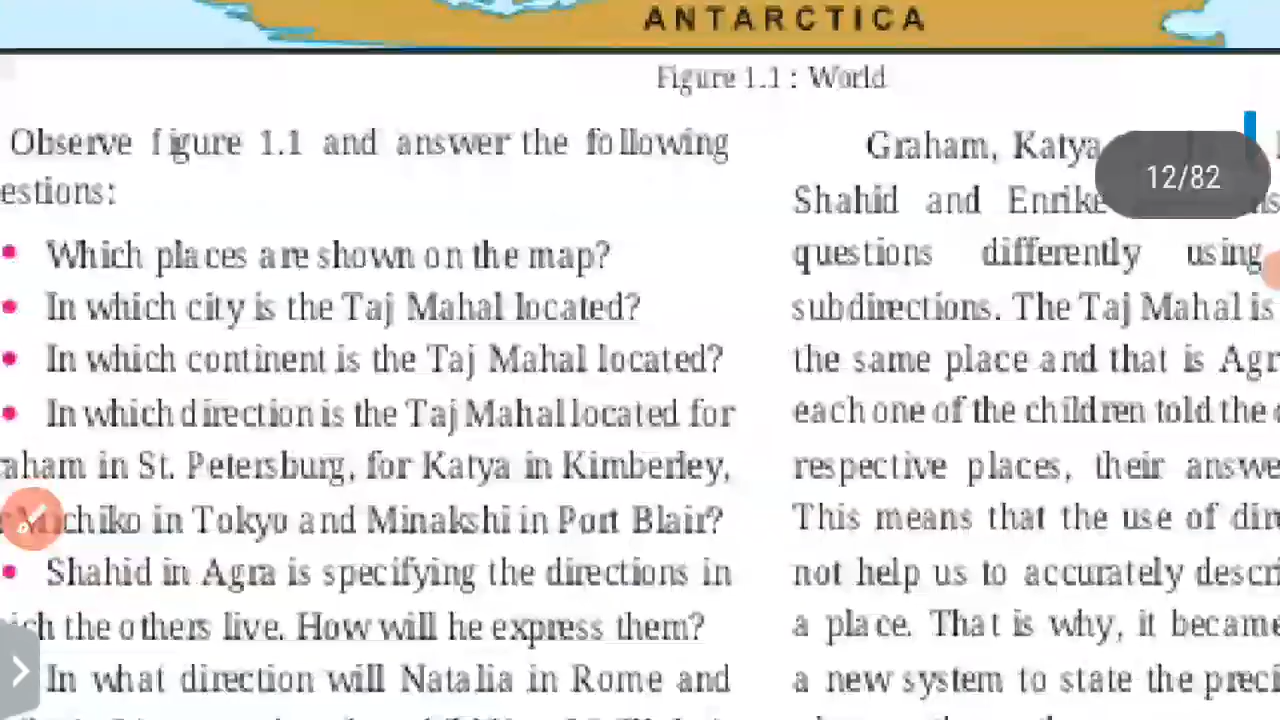 ANTARCTICA
Figure 1.1 : World
Observe figure 1.1 and answer the following
estions:
• Which places are shown on the map?
• In which city is the Taj Mahal located?
• In which continent is the Taj Mahal located?
• In which direction is the Taj Mahal located for
aham in St. Petersburg, for Katya in Kimberley,
Michiko in Tokyo and Minakshi in Port Blair?
• Shahid in Agra is specifying the directions in
ich the others live. How will he express them?
In what direction will Natalia in Rome and
Graham, Katya
12/82
Shahid and Enrike
questions differently using
subdirections. The Taj Mahal is
the same place and that is Agr
each one of the children told the
respective places, their answe
This means that the use of dir
not help us to accurately descri
a place. That is why, it became
a new system to state the preci